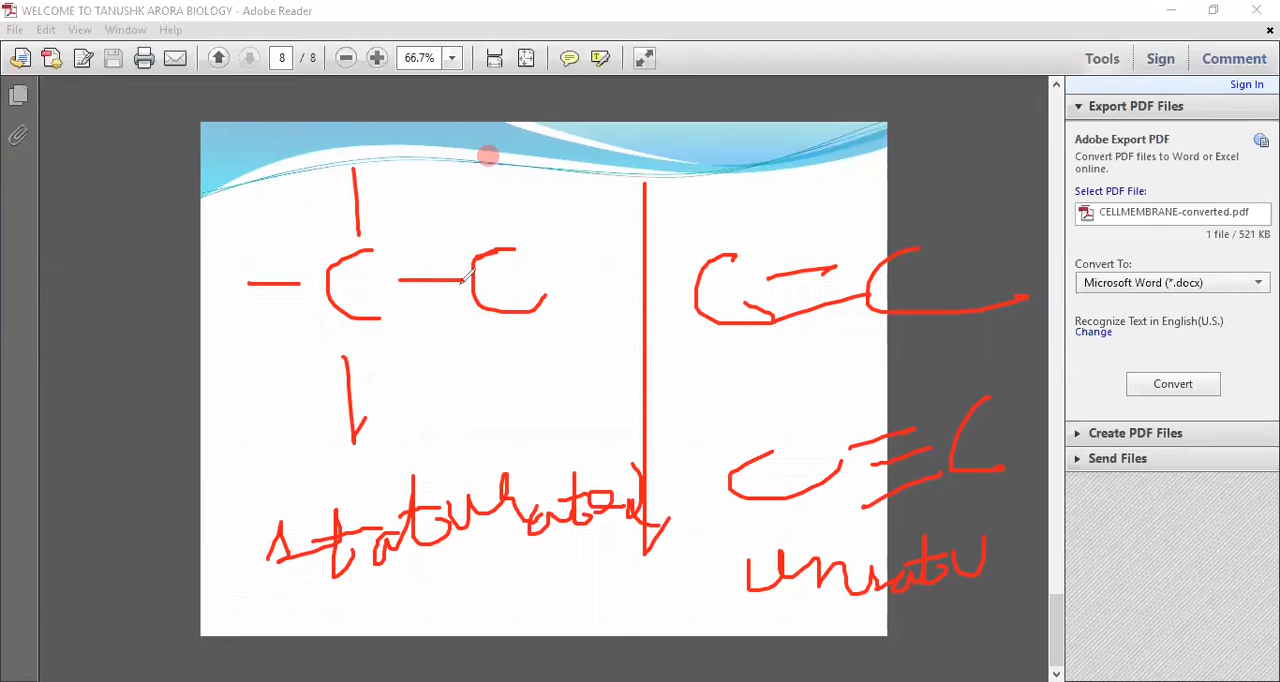 WELCOME TO TANUSHK ARORA BIOLOGY - Adobe Reader
File Edit View Window Help
8 / 8 66.7% Tools Sign Comment
Sign In
Export PDF Files
Adobe Export PDF
Convert PDF files to Word or Excel
online.
Select PDF File:
CELLMEMBRANE-converted.pdf
1 file / 521 KB
Convert To:
Microsoft Word (*.docx)
Recognize Text in English(U.S.)
Change
Convert
Create PDF Files
Send Files
— C — C
C = C
C ≡ C
unsatu